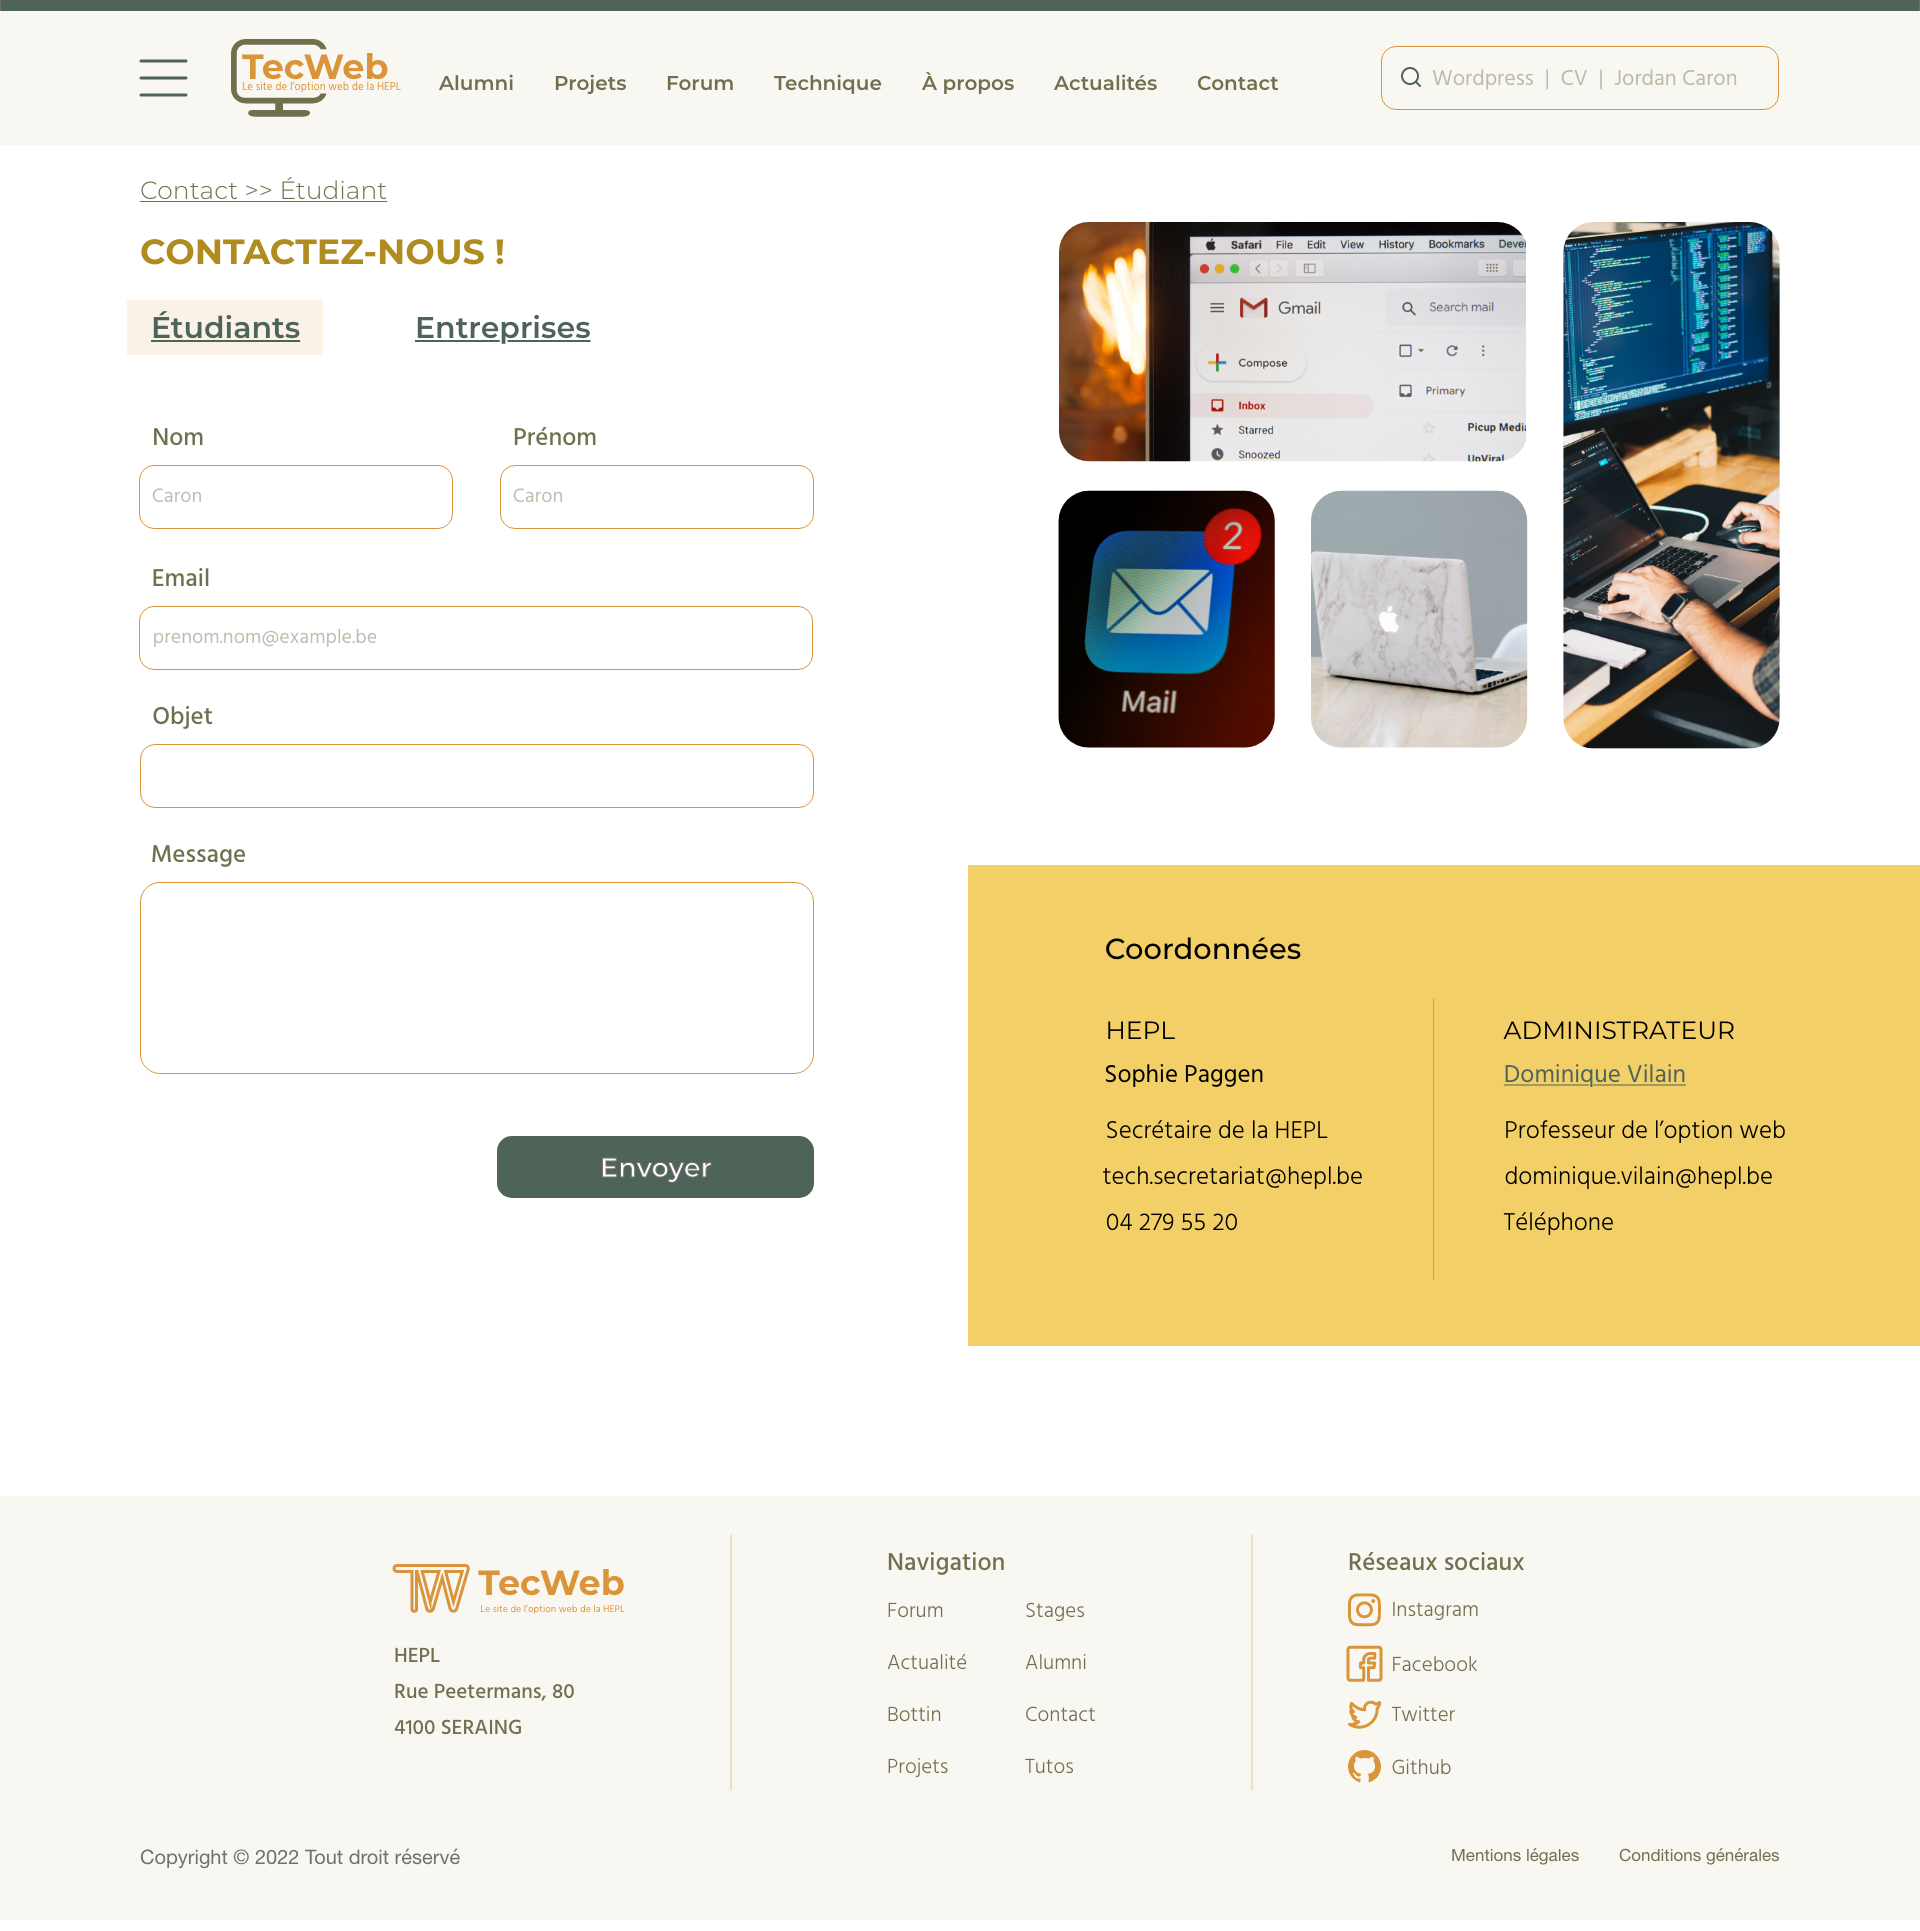 TecWeb
Le site de l'option web de la HEPL
Alumni Projets Forum Technique À propos Actualités Contact
Wordpress | CV | Jordan Caron
Contact >> Étudiant
CONTACTEZ-NOUS !
Étudiants Entreprises
Nom Prénom
Caron Caron
Email
prenom.nom@example.be
Objet
Message
Envoyer
Safari File Edit View History Bookmarks Devel
Gmail
Search mail
Compose
Primary
Inbox
Starred
Picup Media
Snoozed
UpViral
2
Mail
Coordonnées
HEPL
Sophie Paggen
Secrétaire de la HEPL
tech.secretariat@hepl.be
04 279 55 20
ADMINISTRATEUR
Dominique Vilain
Professeur de l’option web
dominique.vilain@hepl.be
Téléphone
TW TecWeb
Le site de l'option web de la HEPL
HEPL
Rue Peetermans, 80
4100 SERAING
Navigation
Forum Stages
Actualité Alumni
Bottin Contact
Projets Tutos
Réseaux sociaux
Instagram
Facebook
Twitter
Github
Copyright © 2022 Tout droit réservé
Mentions légales Conditions générales